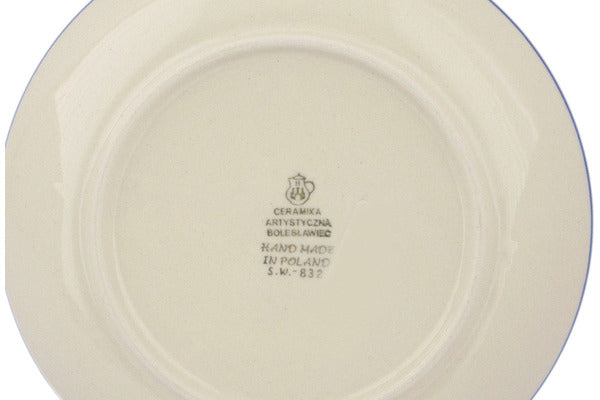 CERAMIKA
ARTYSTYCZNA
BOLESŁAWIEC
HAND MADE
IN POLAND
S.W.-832